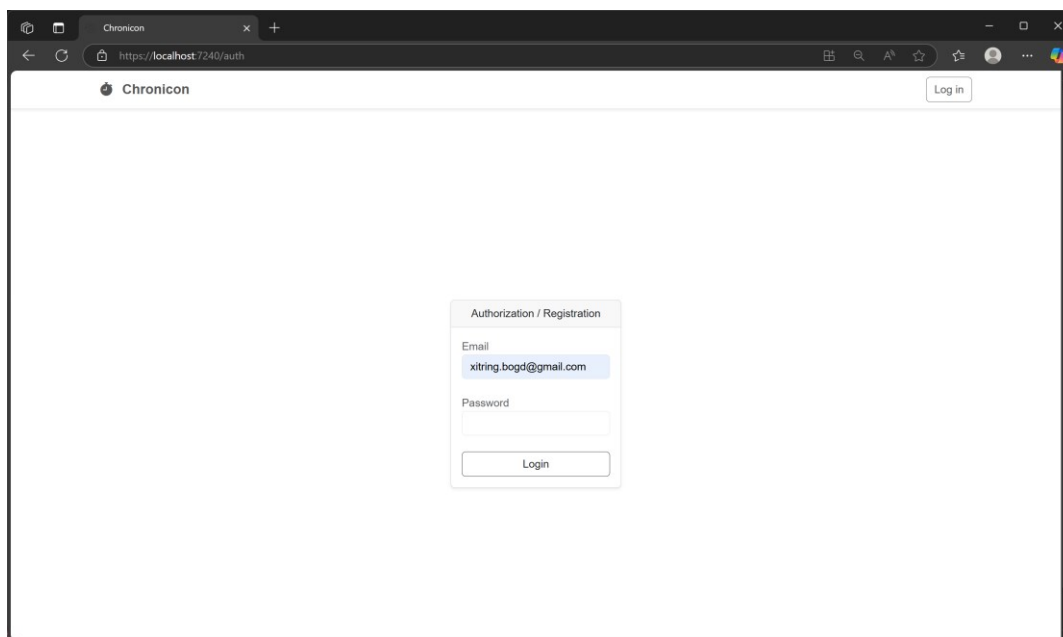 Chronicon
https://localhost:7240/auth
Chronicon
Log in
Authorization / Registration
Email
xitring.bogd@gmail.com
Password
Login